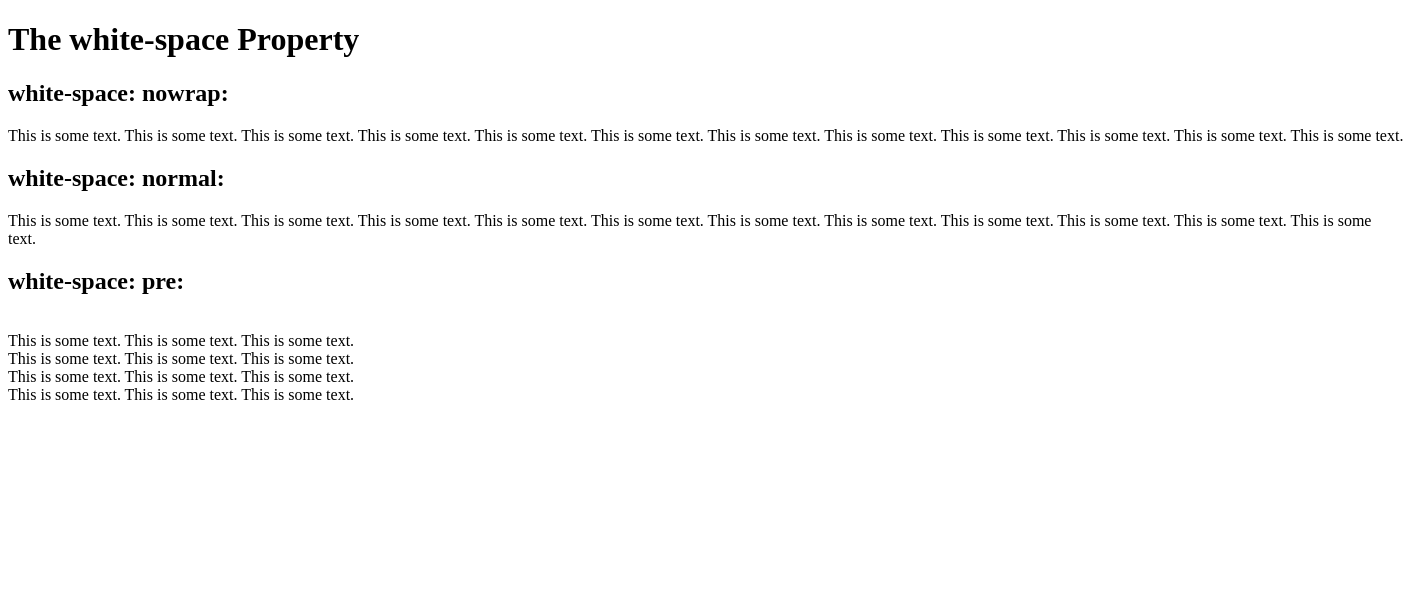 The white-space Property
white-space: nowrap:
This is some text. This is some text. This is some text. This is some text. This is some text. This is some text. This is some text. This is some text. This is some text. This is some text. This is some text. This is some text.
white-space: normal:
This is some text. This is some text. This is some text. This is some text. This is some text. This is some text. This is some text. This is some text. This is some text. This is some text. This is some text. This is some
text.
white-space: pre:
This is some text. This is some text. This is some text.
This is some text. This is some text. This is some text.
This is some text. This is some text. This is some text.
This is some text. This is some text. This is some text.